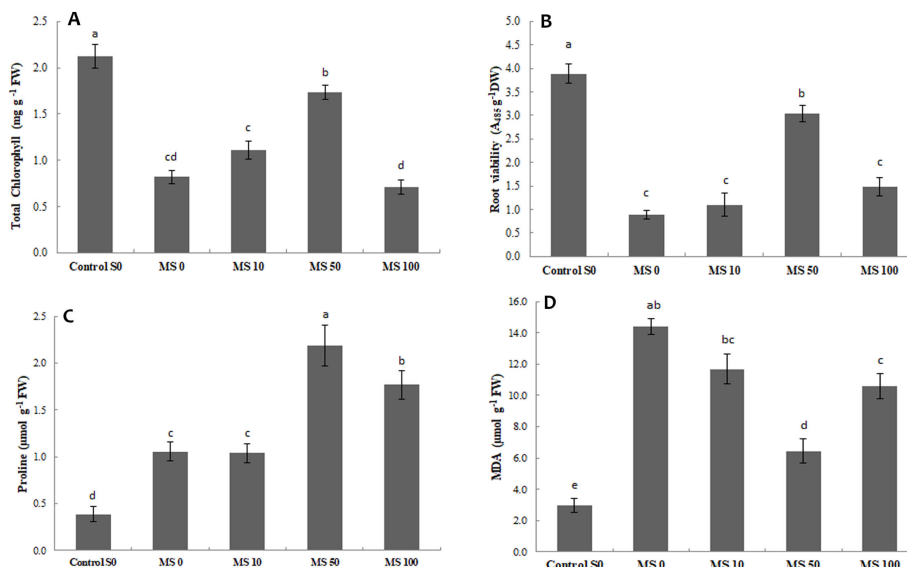 A
Total Chlorophyll (mg g⁻¹ FW)
2.5
2.0
1.5
1.0
0.5
0.0
a
cd
c
b
d
Control S0 MS 0 MS 10 MS 50 MS 100
B
Root viability (A₄₈₅ g⁻¹DW)
5.0
4.5
4.0
3.5
3.0
2.5
2.0
1.5
1.0
0.5
0.0
a
c
c
b
c
Control S0 MS 0 MS 10 MS 50 MS 100
C
Proline (µmol g⁻¹ FW)
2.5
2.0
1.5
1.0
0.5
0.0
d
c
c
a
b
Control S0 MS 0 MS 10 MS 50 MS 100
D
MDA (µmol g⁻¹ FW)
16.0
14.0
12.0
10.0
8.0
6.0
4.0
2.0
0.0
e
ab
bc
d
c
Control S0 MS 0 MS 10 MS 50 MS 100